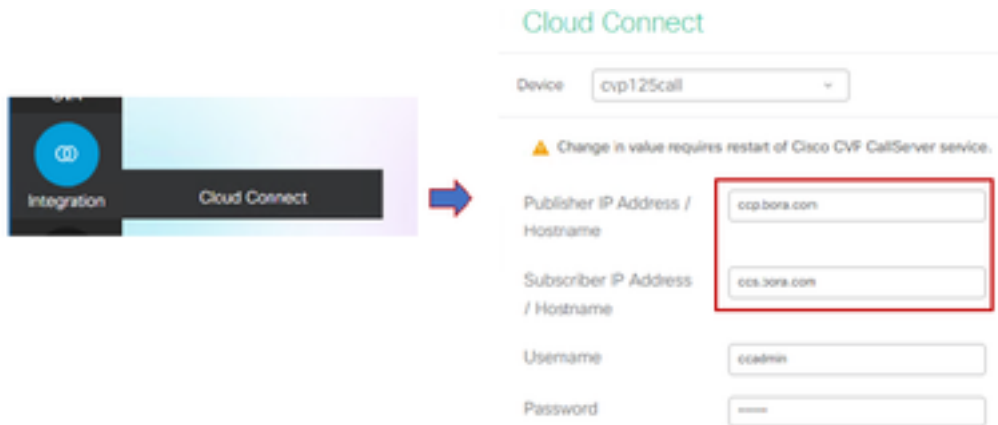 Integration
Cloud Connect
Cloud Connect
Device
cvp125call
Change in value requires restart of Cisco CVF CallServer service.
Publisher IP Address /
Hostname
ccp.bora.com
Subscriber IP Address
/ Hostname
ccs.bora.com
Username
ccadmin
Password